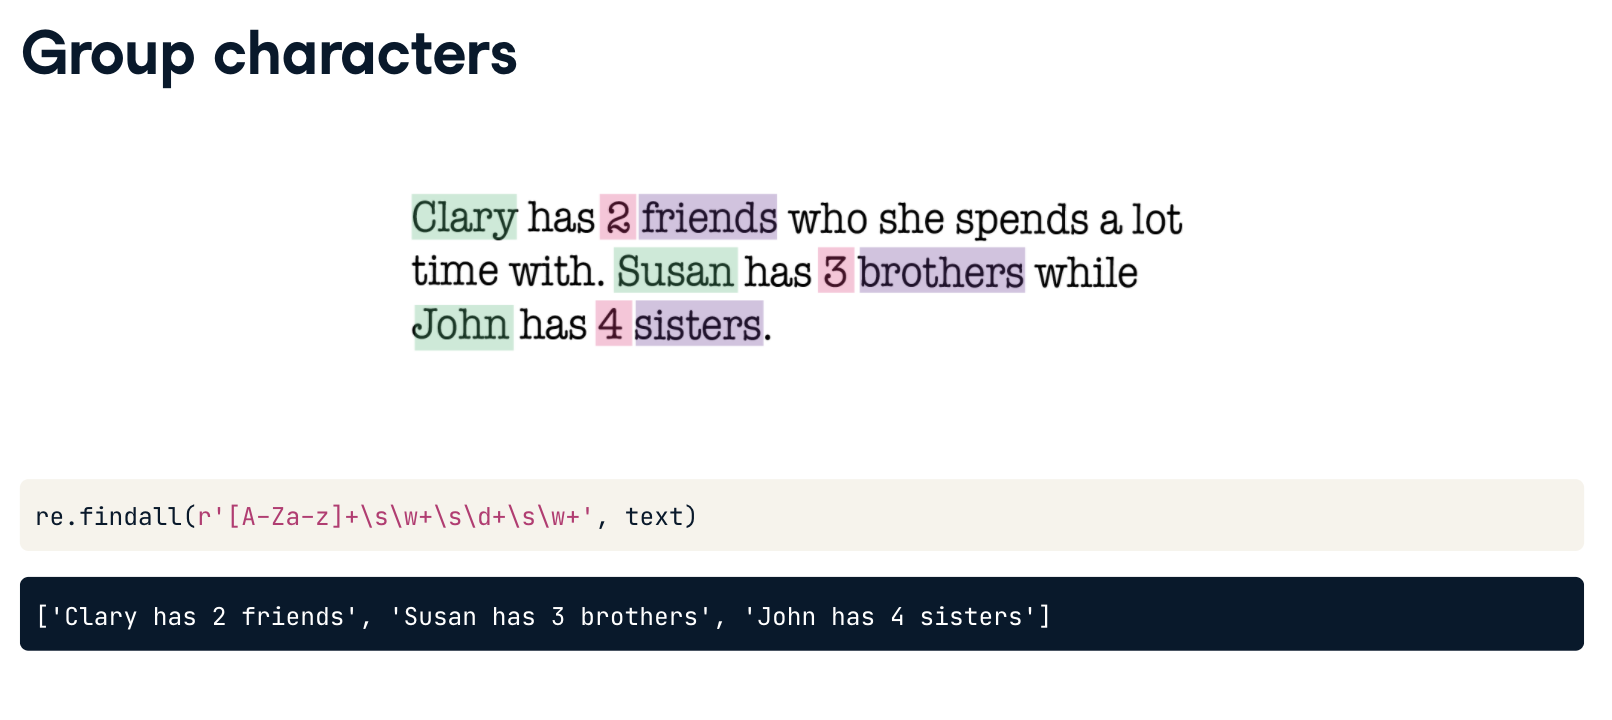 Group characters
Clary has 2 friends who she spends a lot
time with. Susan has 3 brothers while
John has 4 sisters.
re.findall(r'[A-Za-z]+\s\w+\s\d+\s\w+', text)
['Clary has 2 friends', 'Susan has 3 brothers', 'John has 4 sisters']